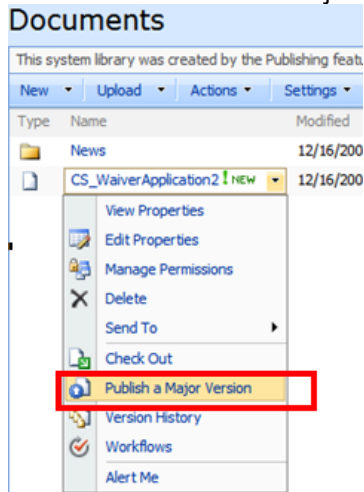 Documents
This system library was created by the Publishing featu
New Upload Actions Settings
Type Name Modified
News 12/16/200
CS_WaiverApplication2 ! NEW 12/16/200
View Properties
Edit Properties
Manage Permissions
Delete
Send To
Check Out
Publish a Major Version
Version History
Workflows
Alert Me